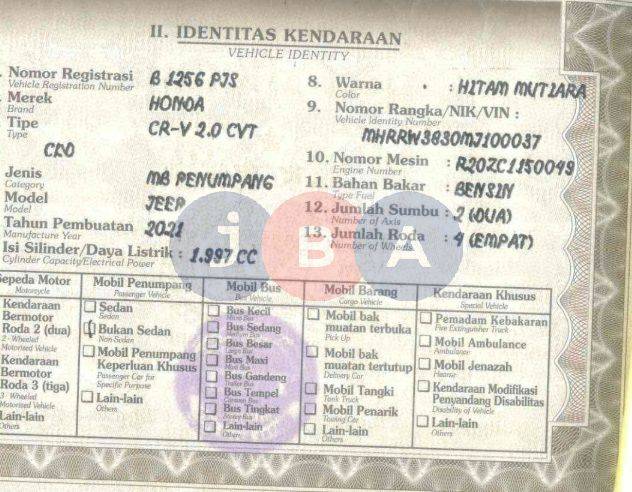 II. IDENTITAS KENDARAAN
VEHICLE IDENTITY
Nomor Registrasi B 1256 PJS
Vehicle Registration Number
Merek HONDA
Brand
Tipe CR-V 2.0 CVT
Type
CKD
Jenis MB PENUMPANG
Category
Model JEEP
Model
Tahun Pembuatan 2021
Manufacture Year
Isi Silinder/Daya Listrik : 1.997 CC
Cylinder Capacity/Electrical Power
8. Warna : HITAM MUTIARA
Color
9. Nomor Rangka/NIK/VIN :
Vehicle Identity Number
MHRRW3830MJ100037
10. Nomor Mesin : R20ZC1150049
Engine Number
11. Bahan Bakar : BENSIN
Type Fuel
12. Jumlah Sumbu : 2 (DUA)
Number of Axis
13. Jumlah Roda : 4 (EMPAT)
Number of Wheels
jBA
Sepeda Motor
Motorcycle
Kendaraan
Bermotor
Roda 2 (dua)
2 - Wheeled
Motorised Vehicle
Kendaraan
Bermotor
Roda 3 (tiga)
3 - Wheeled
Motorised Vehicle
Lain-lain
Others
Mobil Penumpang
Passenger Vehicle
Sedan
Sedan
Bukan Sedan
Non-Sedan
Mobil Penumpang
Keperluan Khusus
Passenger Car for
Specific Purpose
Lain-lain
Others
Mobil Bus
Bus Vehicle
Bus Kecil
Micro Bus
Bus Sedang
Medium Bus
Bus Besar
Large Bus
Bus Maxi
Maxi Bus
Bus Gandeng
Trailer Bus
Bus Tempel
Bus Tingkat
Lain-lain
Others
Mobil Barang
Cargo Vehicle
Mobil bak
muatan terbuka
Pick Up
Mobil bak
muatan tertutup
Delivery Car
Mobil Tangki
Tank Truck
Mobil Penarik
Towing Car
Lain-lain
Others
Kendaraan Khusus
Special Vehicle
Pemadam Kebakaran
Fire Extinguisher Truck
Mobil Ambulance
Ambulance
Mobil Jenazah
Hearse
Kendaraan Modifikasi
Penyandang Disabilitas
Disability of Vehicle
Lain-lain
Others